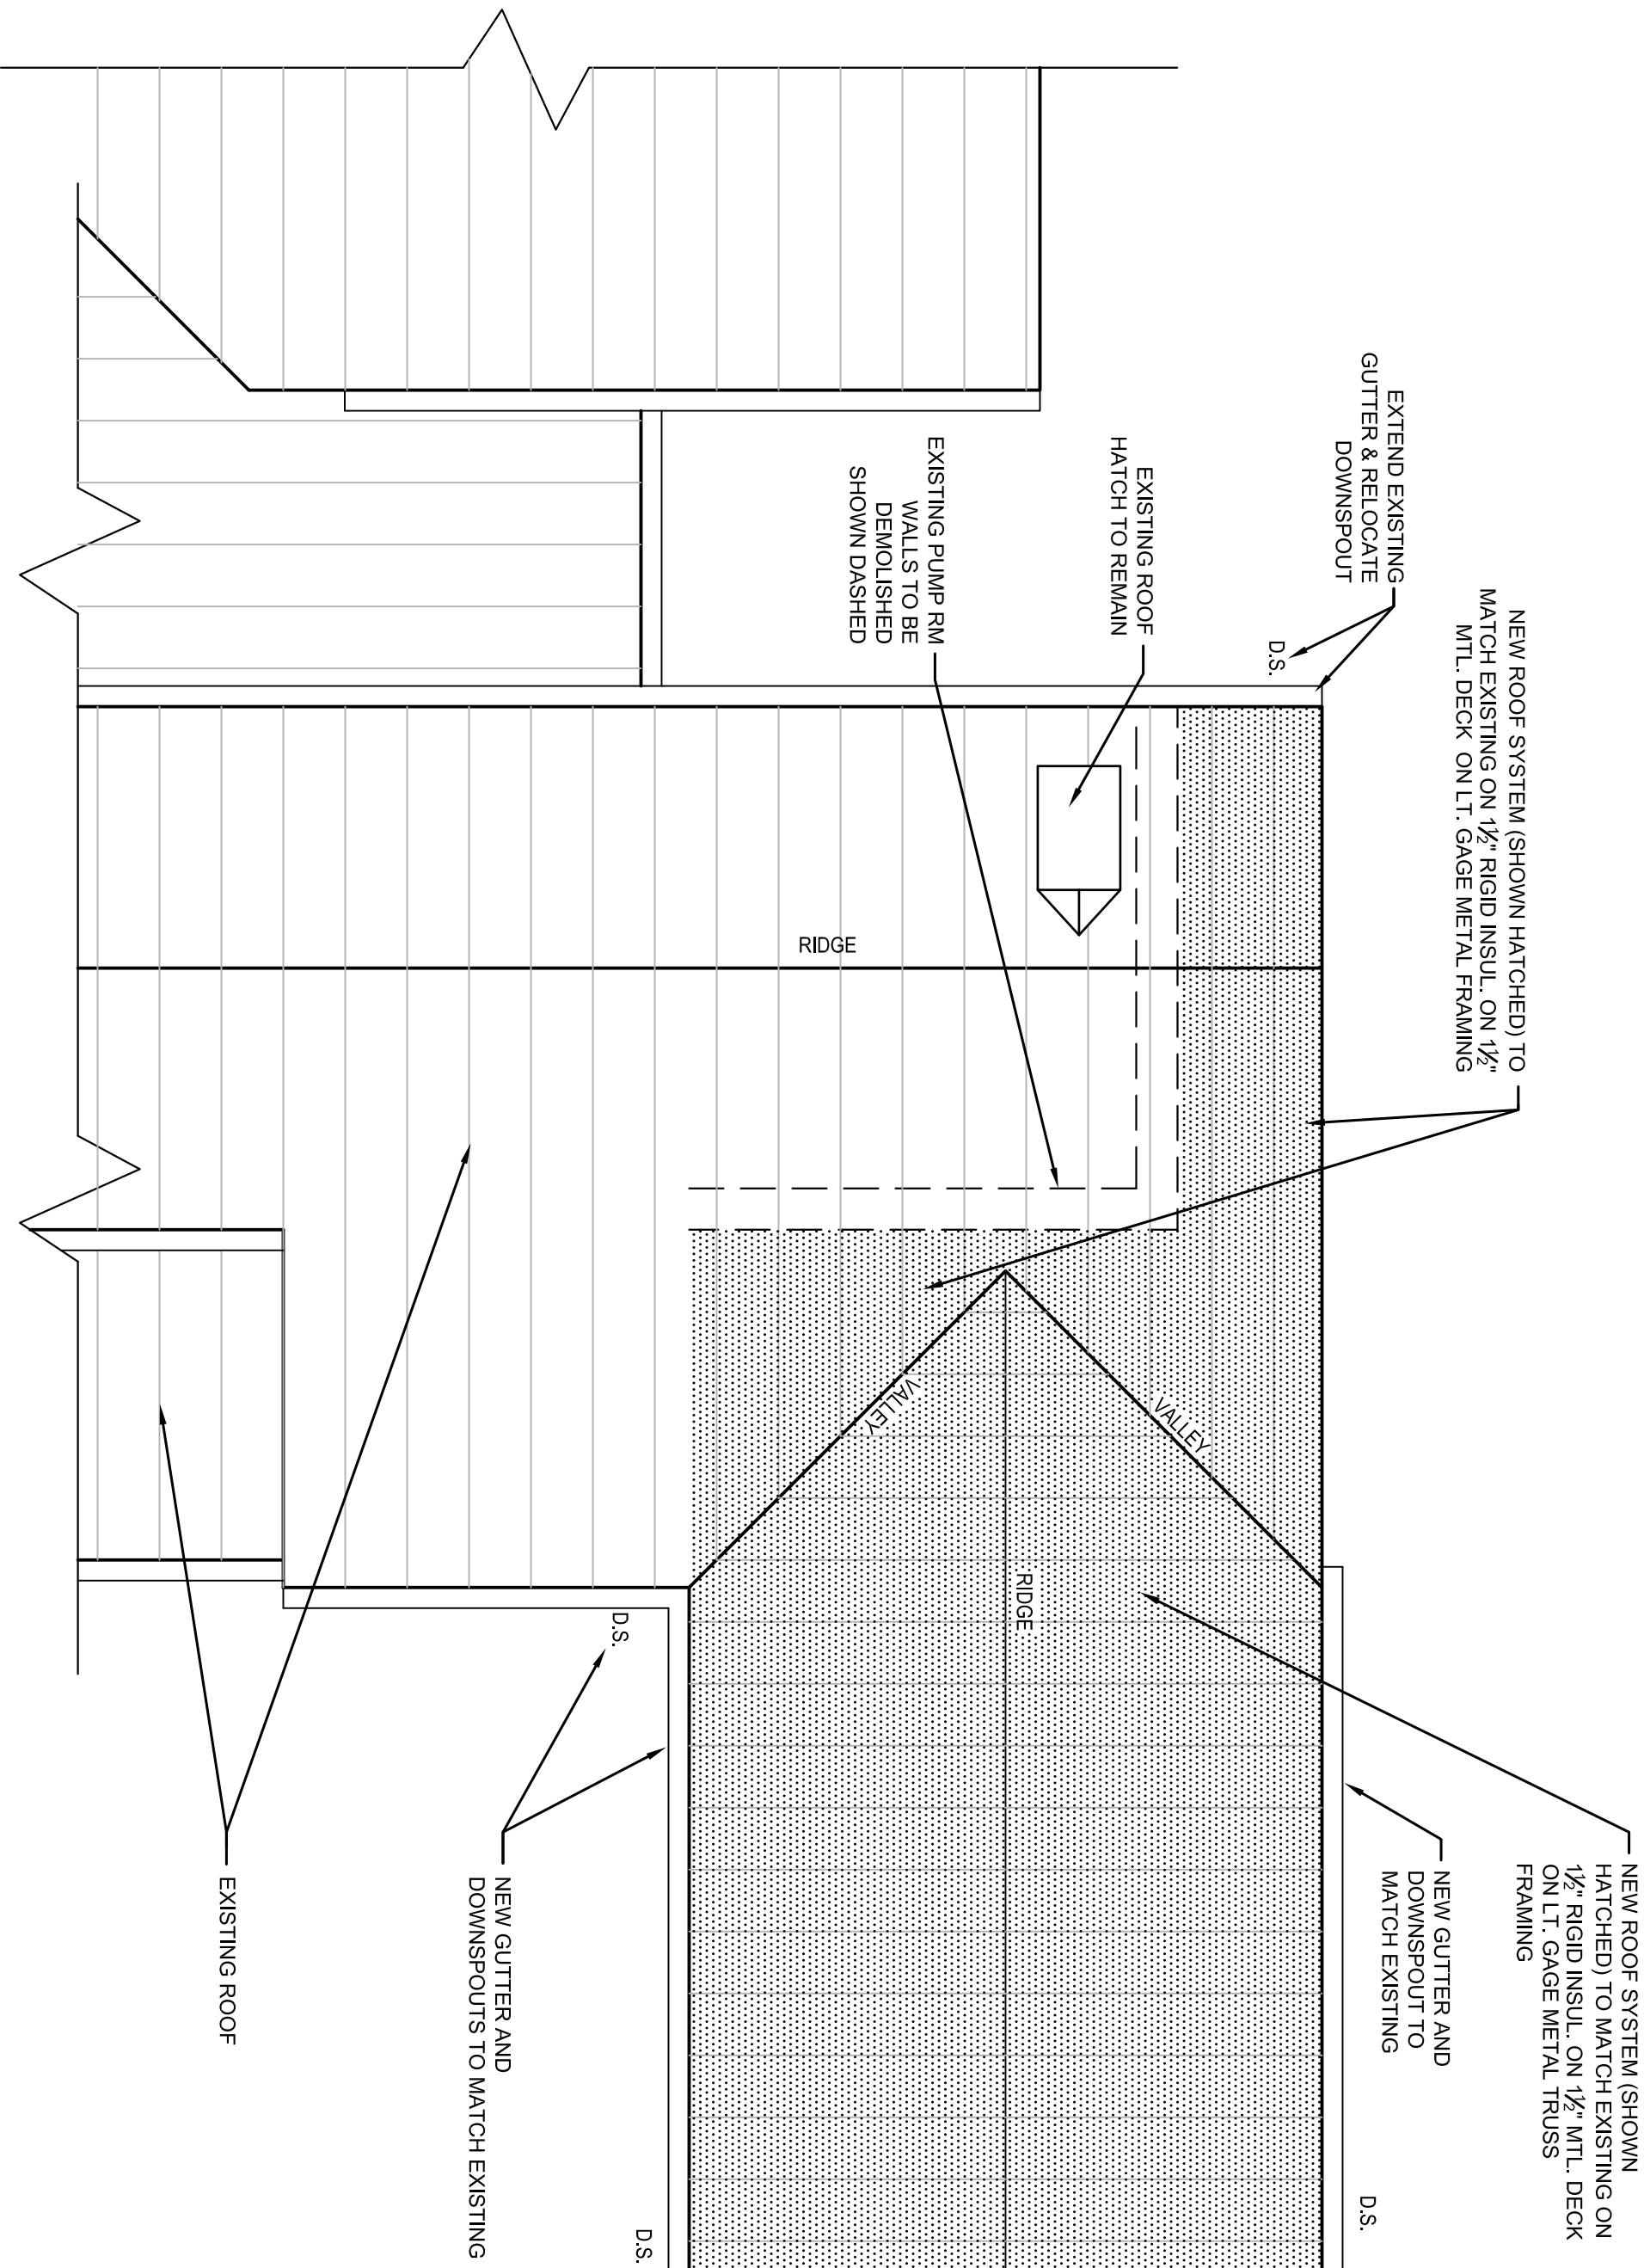 NEW ROOF SYSTEM (SHOWN
HATCHED) TO MATCH EXISTING ON
1½" RIGID INSUL. ON 1½" MTL. DECK
ON LT. GAGE METAL TRUSS
FRAMING
NEW ROOF SYSTEM (SHOWN HATCHED) TO
MATCH EXISTING ON 1½" RIGID INSUL. ON 1½"
MTL. DECK ON LT. GAGE METAL FRAMING
EXTEND EXISTING
GUTTER & RELOCATE
DOWNSPOUT
D.S.
NEW GUTTER AND
DOWNSPOUT TO
MATCH EXISTING
D.S.
EXISTING ROOF
HATCH TO REMAIN
EXISTING PUMP RM
WALLS TO BE
DEMOLISHED
SHOWN DASHED
VALLEY
RIDGE
VALLEY
RIDGE
D.S.
D.S.
NEW GUTTER AND
DOWNSPOUTS TO MATCH EXISTING
EXISTING ROOF